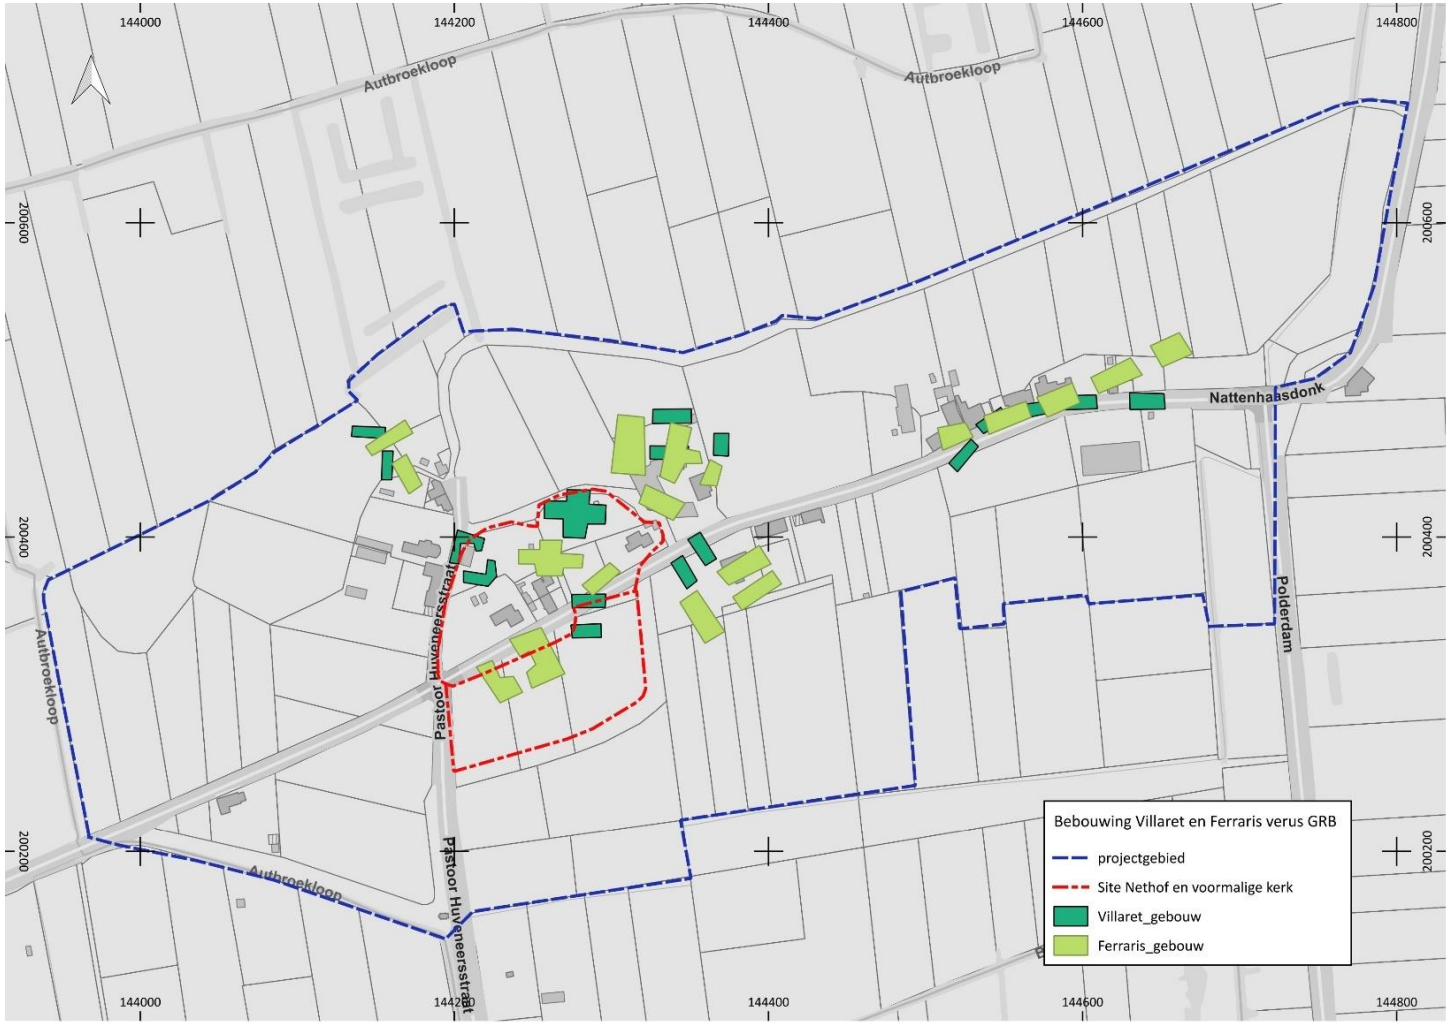 144000
144200
144400
144600
144800
Autbroekloop
Autbroekloop
200600
200600
Nattenhaasdonk
200400
200400
Pastoor Huveneersstraat
Polderdam
Autbroekloop
Bebouwing Villaret en Ferraris verus GRB
projectgebied
Site Nethof en voormalige kerk
Villaret_gebouw
Ferraris_gebouw
200200
200200
Autbroekloop
Pastoor Huveneersstraat
144000
144200
144400
144600
144800